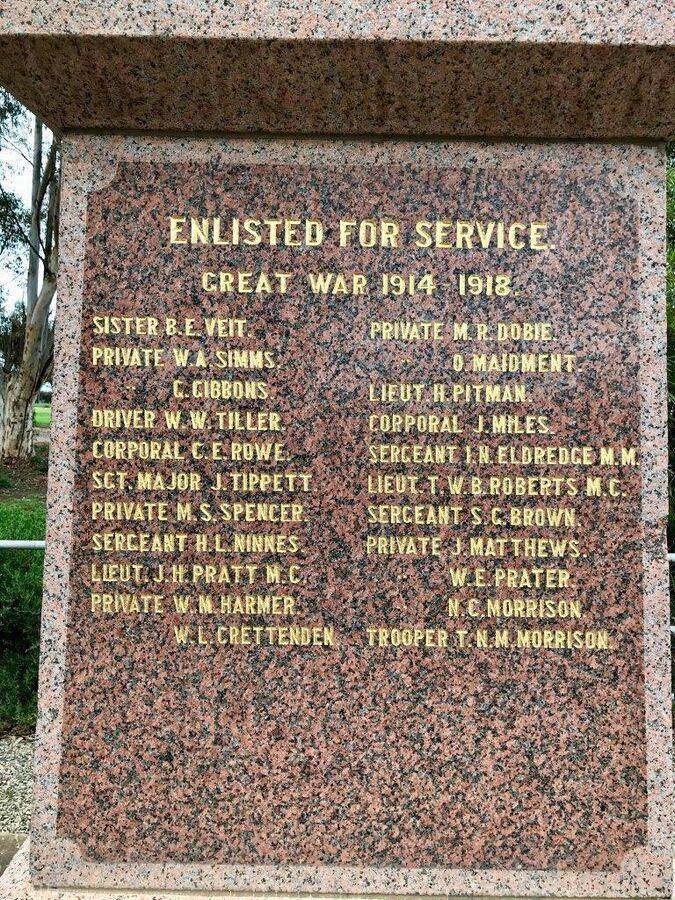 ENLISTED FOR SERVICE.
GREAT WAR 1914-1918.
SISTER B.E.VEIT.
PRIVATE W.A.SIMMS.
" G.GIBBONS.
DRIVER W.W.TILLER.
CORPORAL C.E.ROWE.
SGT.MAJOR J.TIPPETT.
PRIVATE M.S.SPENCER.
SERGEANT H.L.NINNES.
LIEUT.J.H.PRATT M.C.
PRIVATE W.M.HARMER.
W.L.CRETTENDEN.
PRIVATE M.R.DOBIE.
" O.MAIDMENT.
LIEUT.H.PITMAN.
CORPORAL J.MILES.
SERGEANT I.N.ELDREDGE M.M.
LIEUT.T.W.B.ROBERTS M.C.
SERGEANT S.G.BROWN.
PRIVATE J.MATTHEWS.
" W.E.PRATER.
" N.C.MORRISON.
TROOPER T.N.M.MORRISON.